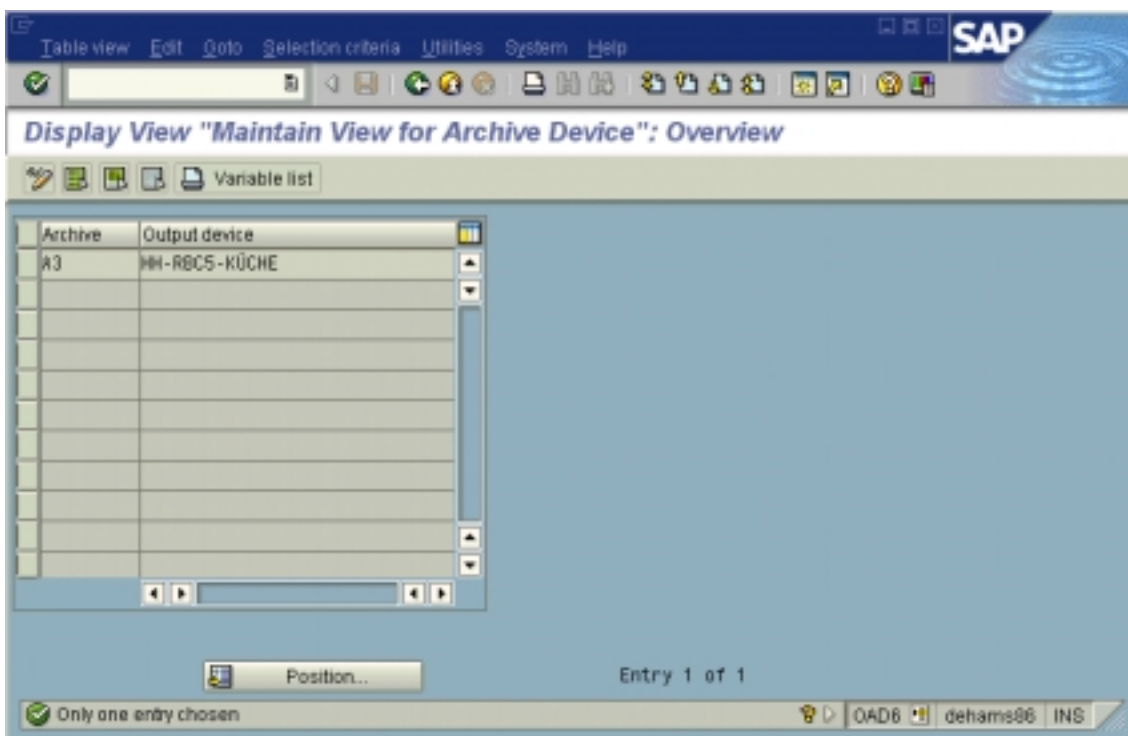 Table view Edit Goto Selection criteria Utilities System Help
SAP
Display View "Maintain View for Archive Device": Overview
Variable list
Archive Output device
A3 HH-RBC5-KÜCHE
Position...
Entry 1 of 1
Only one entry chosen
OAD6 dehams86 INS